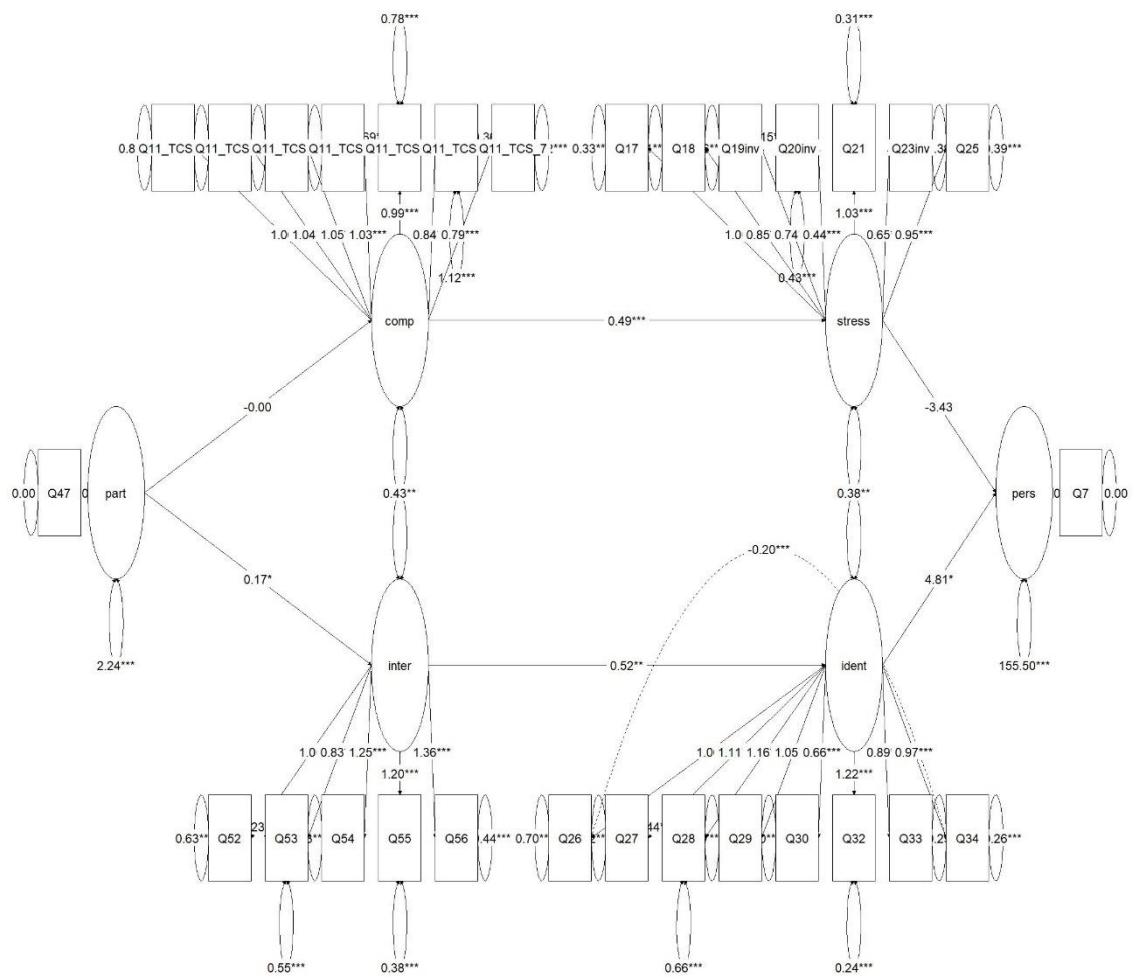 0.78***
0.31***
Q11_TCS Q11_TCS Q11_TCS Q11_TCS Q11_TCS Q11_TCS Q11_TCS_7
0.33** Q17 Q18 Q19inv Q20inv Q21 Q23inv Q25 0.39***
0.99***
1.03***
1.04 1.05 1.03*** 0.84 0.79***
0.85 0.74 0.44*** 0.65 0.95***
1.12***
0.43***
comp
0.49***
stress
-0.00
-3.43
0.00 Q47 part
0.43**
0.38**
pers Q7 0.00
-0.20***
0.17*
4.81*
2.24***
inter
0.52**
ident
155.50***
0.83 1.25*** 1.36***
1.11 1.16 1.05 0.66*** 0.89 0.97***
1.20***
1.22***
0.63** Q52 Q53 Q54 Q55 Q56
0.70** Q26 Q27 Q28 Q29 Q30 Q32 Q33 Q34
0.55***
0.38***
0.66***
0.24***